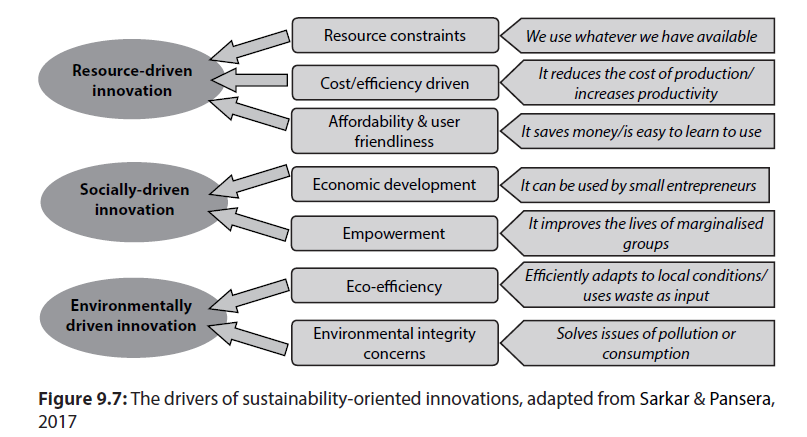 Resource-driven
innovation
Resource constraints
We use whatever we have available
Cost/efficiency driven
It reduces the cost of production/
increases productivity
Affordability & user
friendliness
It saves money/is easy to learn to use
Socially-driven
innovation
Economic development
It can be used by small entrepreneurs
Empowerment
It improves the lives of marginalised
groups
Environmentally
driven innovation
Eco-efficiency
Efficiently adapts to local conditions/
uses waste as input
Environmental integrity
concerns
Solves issues of pollution or
consumption
Figure 9.7: The drivers of sustainability-oriented innovations, adapted from Sarkar & Pansera,
2017